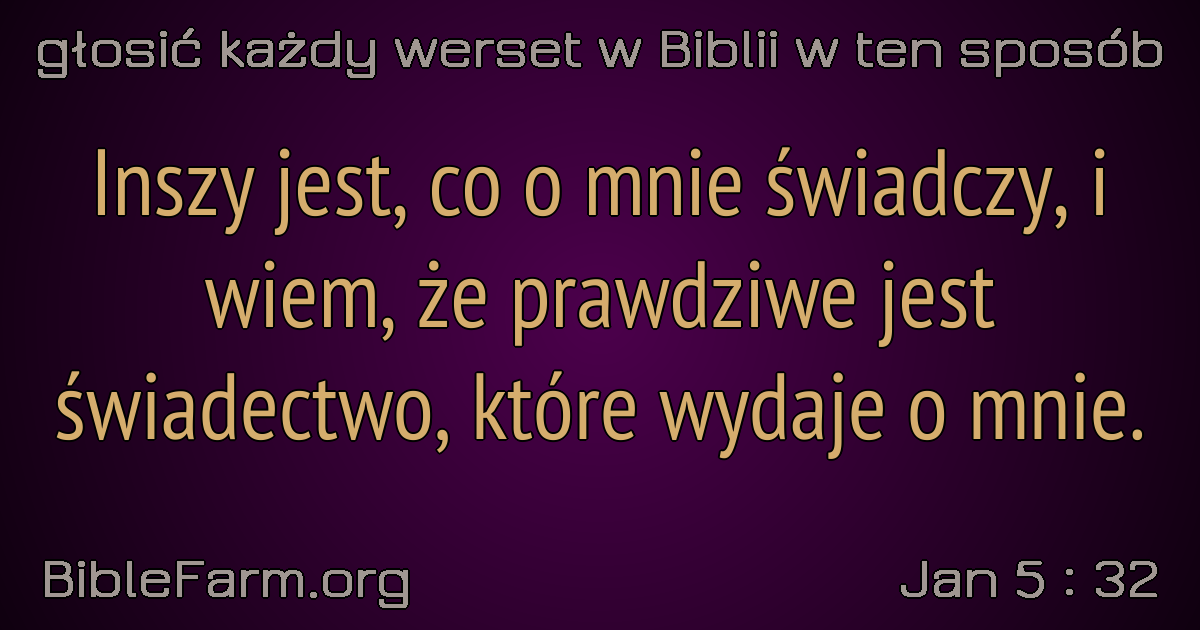 głosić każdy werset w Biblii w ten sposób
Inszy jest, co o mnie świadczy, i
wiem, że prawdziwe jest
świadectwo, które wydaje o mnie.
BibleFarm.org
Jan 5 : 32